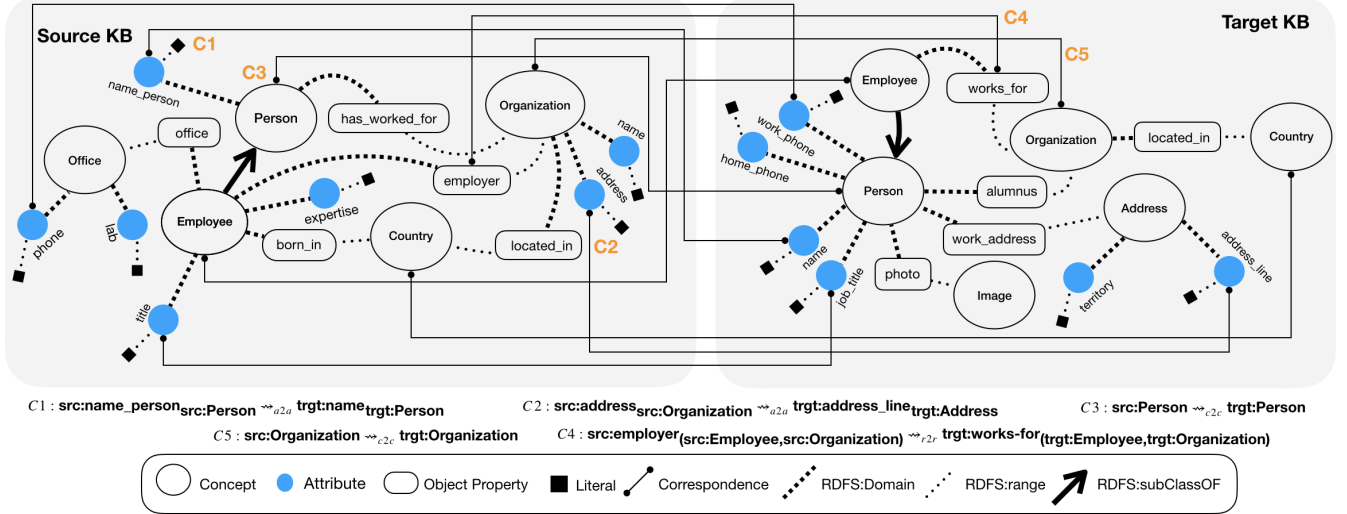 Source KB
C1
C4
Target KB
C3
C5
name_person
Person
has_worked_for
Organization
name
address
office
Office
employer
Employee
expertise
phone
lab
born_in
Country
located_in
C2
title
Employee
works_for
work_phone
home_phone
Organization
located_in
Country
Person
alumnus
Address
work_address
name
job_title
photo
Image
territory
address_line
C1 : src:name_person src:Person ⇝a2a trgt:name trgt:Person
C2 : src:address src:Organization ⇝a2a trgt:address_line trgt:Address
C3 : src:Person ⇝c2c trgt:Person
C5 : src:Organization ⇝c2c trgt:Organization
C4 : src:employer (src:Employee,src:Organization) ⇝r2r trgt:works-for (trgt:Employee,trgt:Organization)
Concept
Attribute
Object Property
Literal
Correspondence
RDFS:Domain
RDFS:range
RDFS:subClassOF